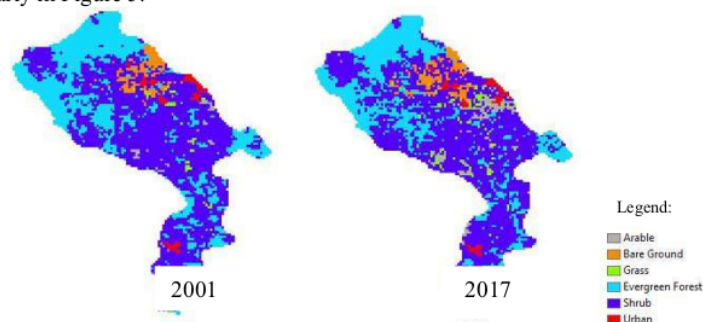 2001
2017
Legend:
Arable
Bare Ground
Grass
Evergreen Forest
Shrub
Urban